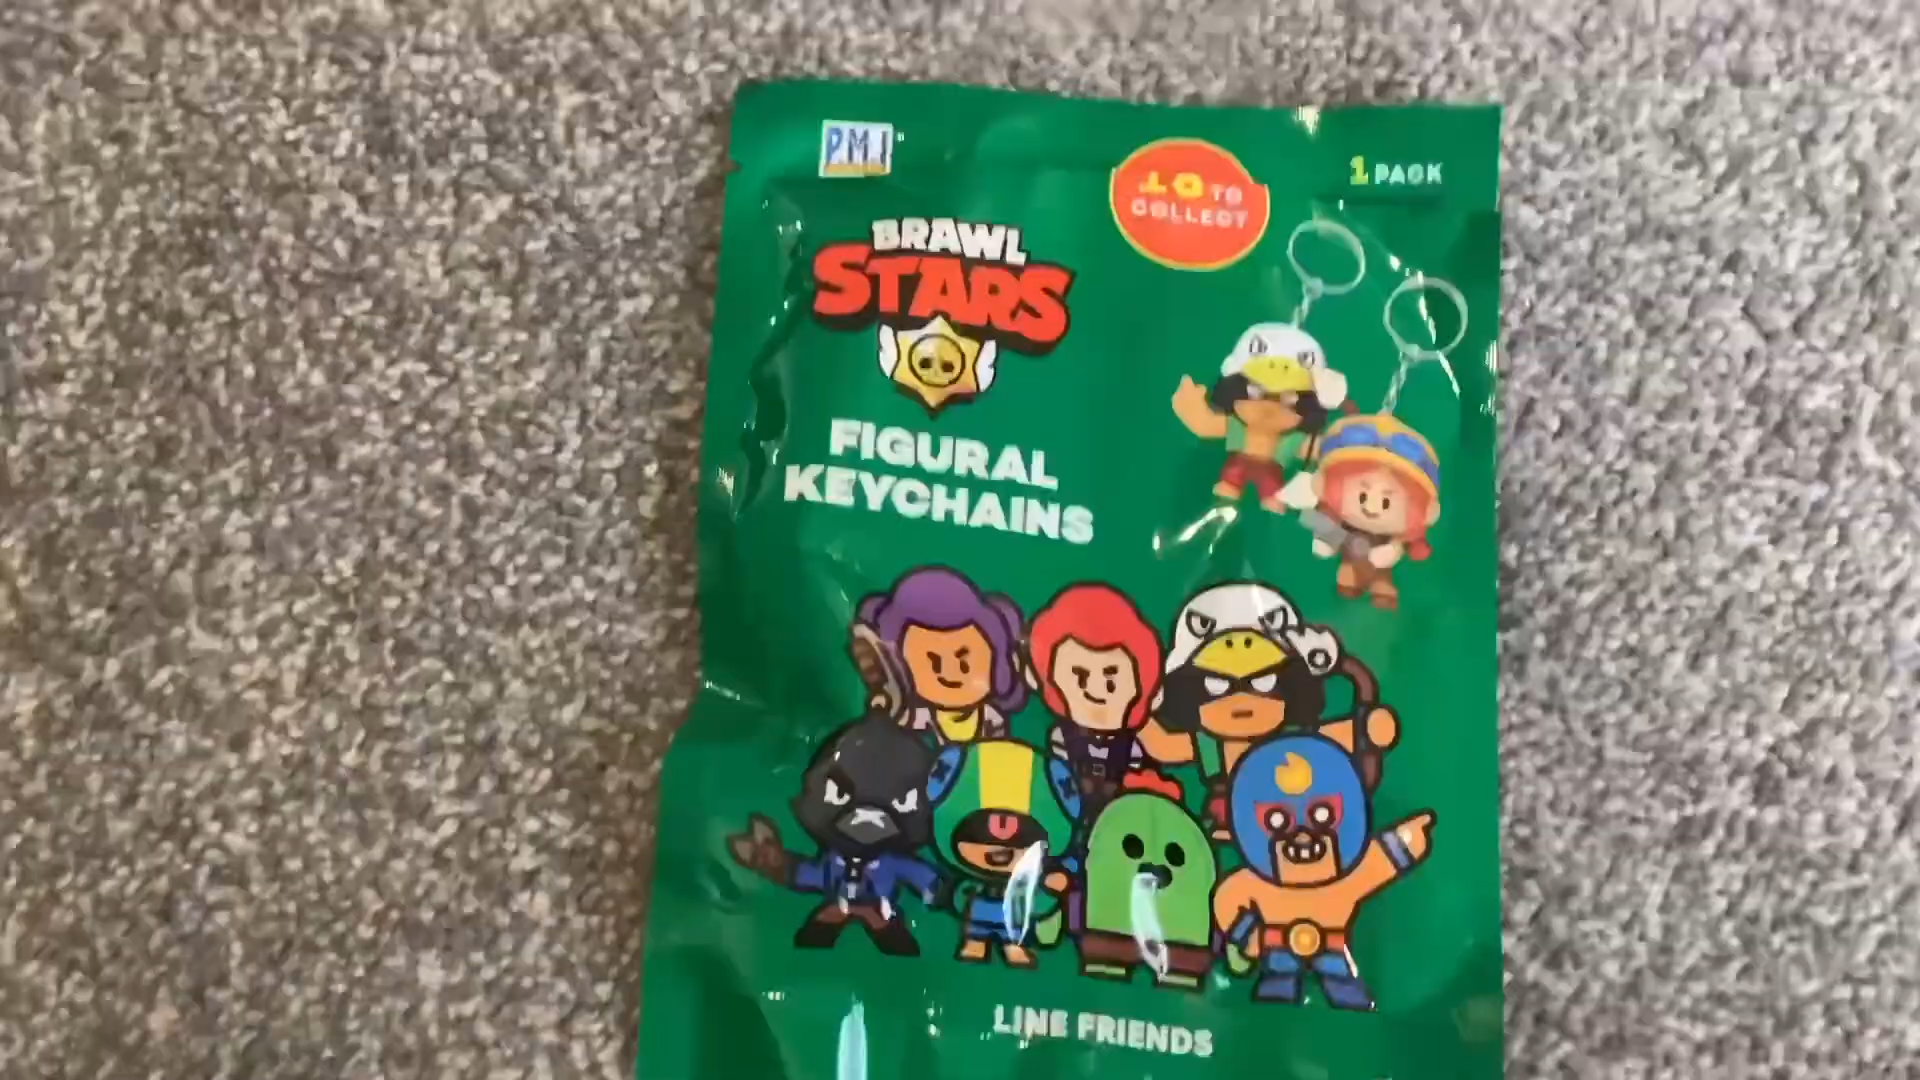 P.M.I
10 TO
COLLECT
1 PACK
BRAWL
STARS
FIGURAL
KEYCHAINS
LINE FRIENDS